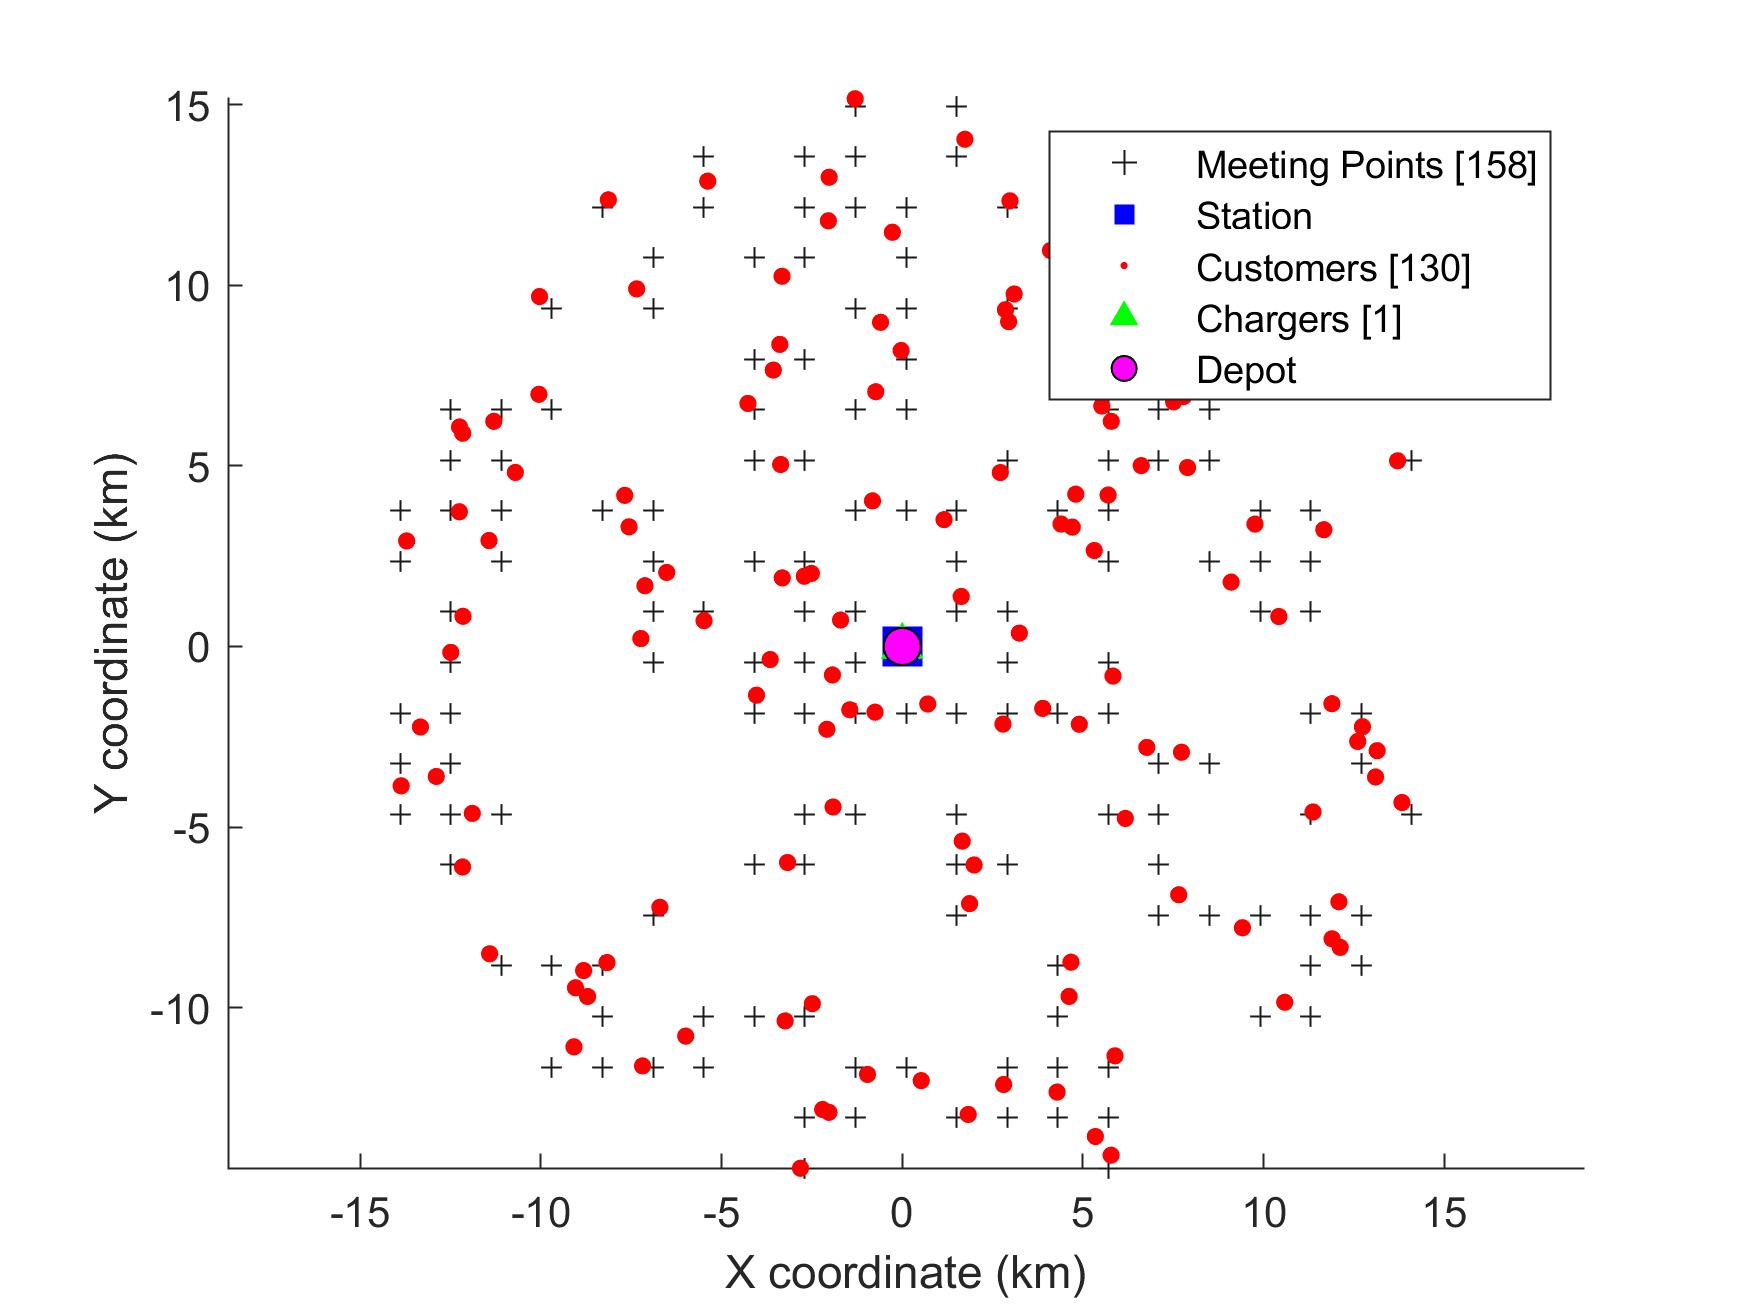 15
10
5
0
-5
-10
Y coordinate (km)
Meeting Points [158]
Station
Customers [130]
Chargers [1]
Depot
-15
-10
-5
0
5
10
15
X coordinate (km)